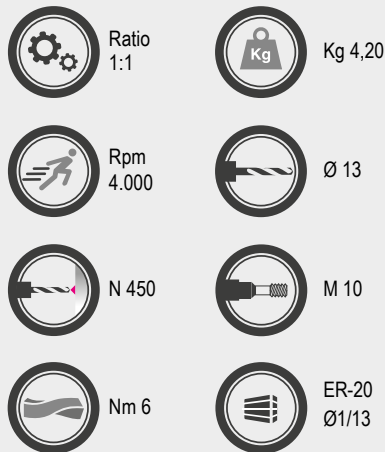 Ratio
1:1
Kg
Kg 4,20
Rpm
4.000
Ø 13
N 450
M 10
Nm 6
ER-20
Ø1/13